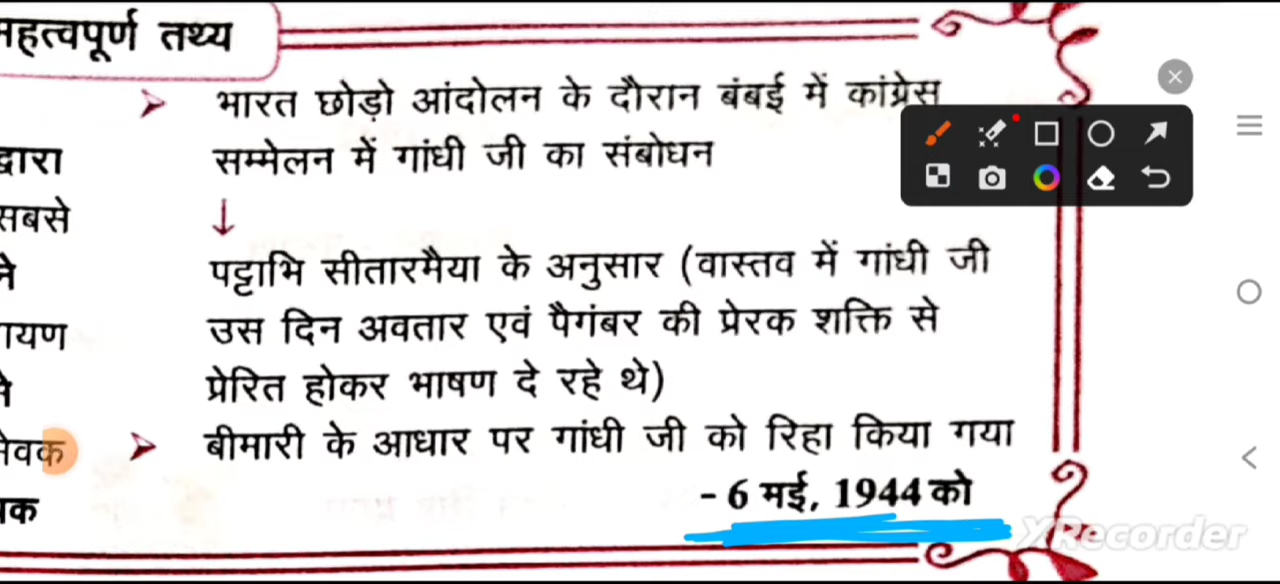 महत्वपूर्ण तथ्य
➤ भारत छोड़ो आंदोलन के दौरान बंबई में कांग्रेस
सम्मेलन में गांधी जी का संबोधन
↓
पट्टाभि सीतारमैया के अनुसार (वास्तव में गांधी जी
उस दिन अवतार एवं पैगंबर की प्रेरक शक्ति से
प्रेरित होकर भाषण दे रहे थे)
➤ बीमारी के आधार पर गांधी जी को रिहा किया गया
- 6 मई, 1944 को
द्वारा
सबसे
ने
XRecorder